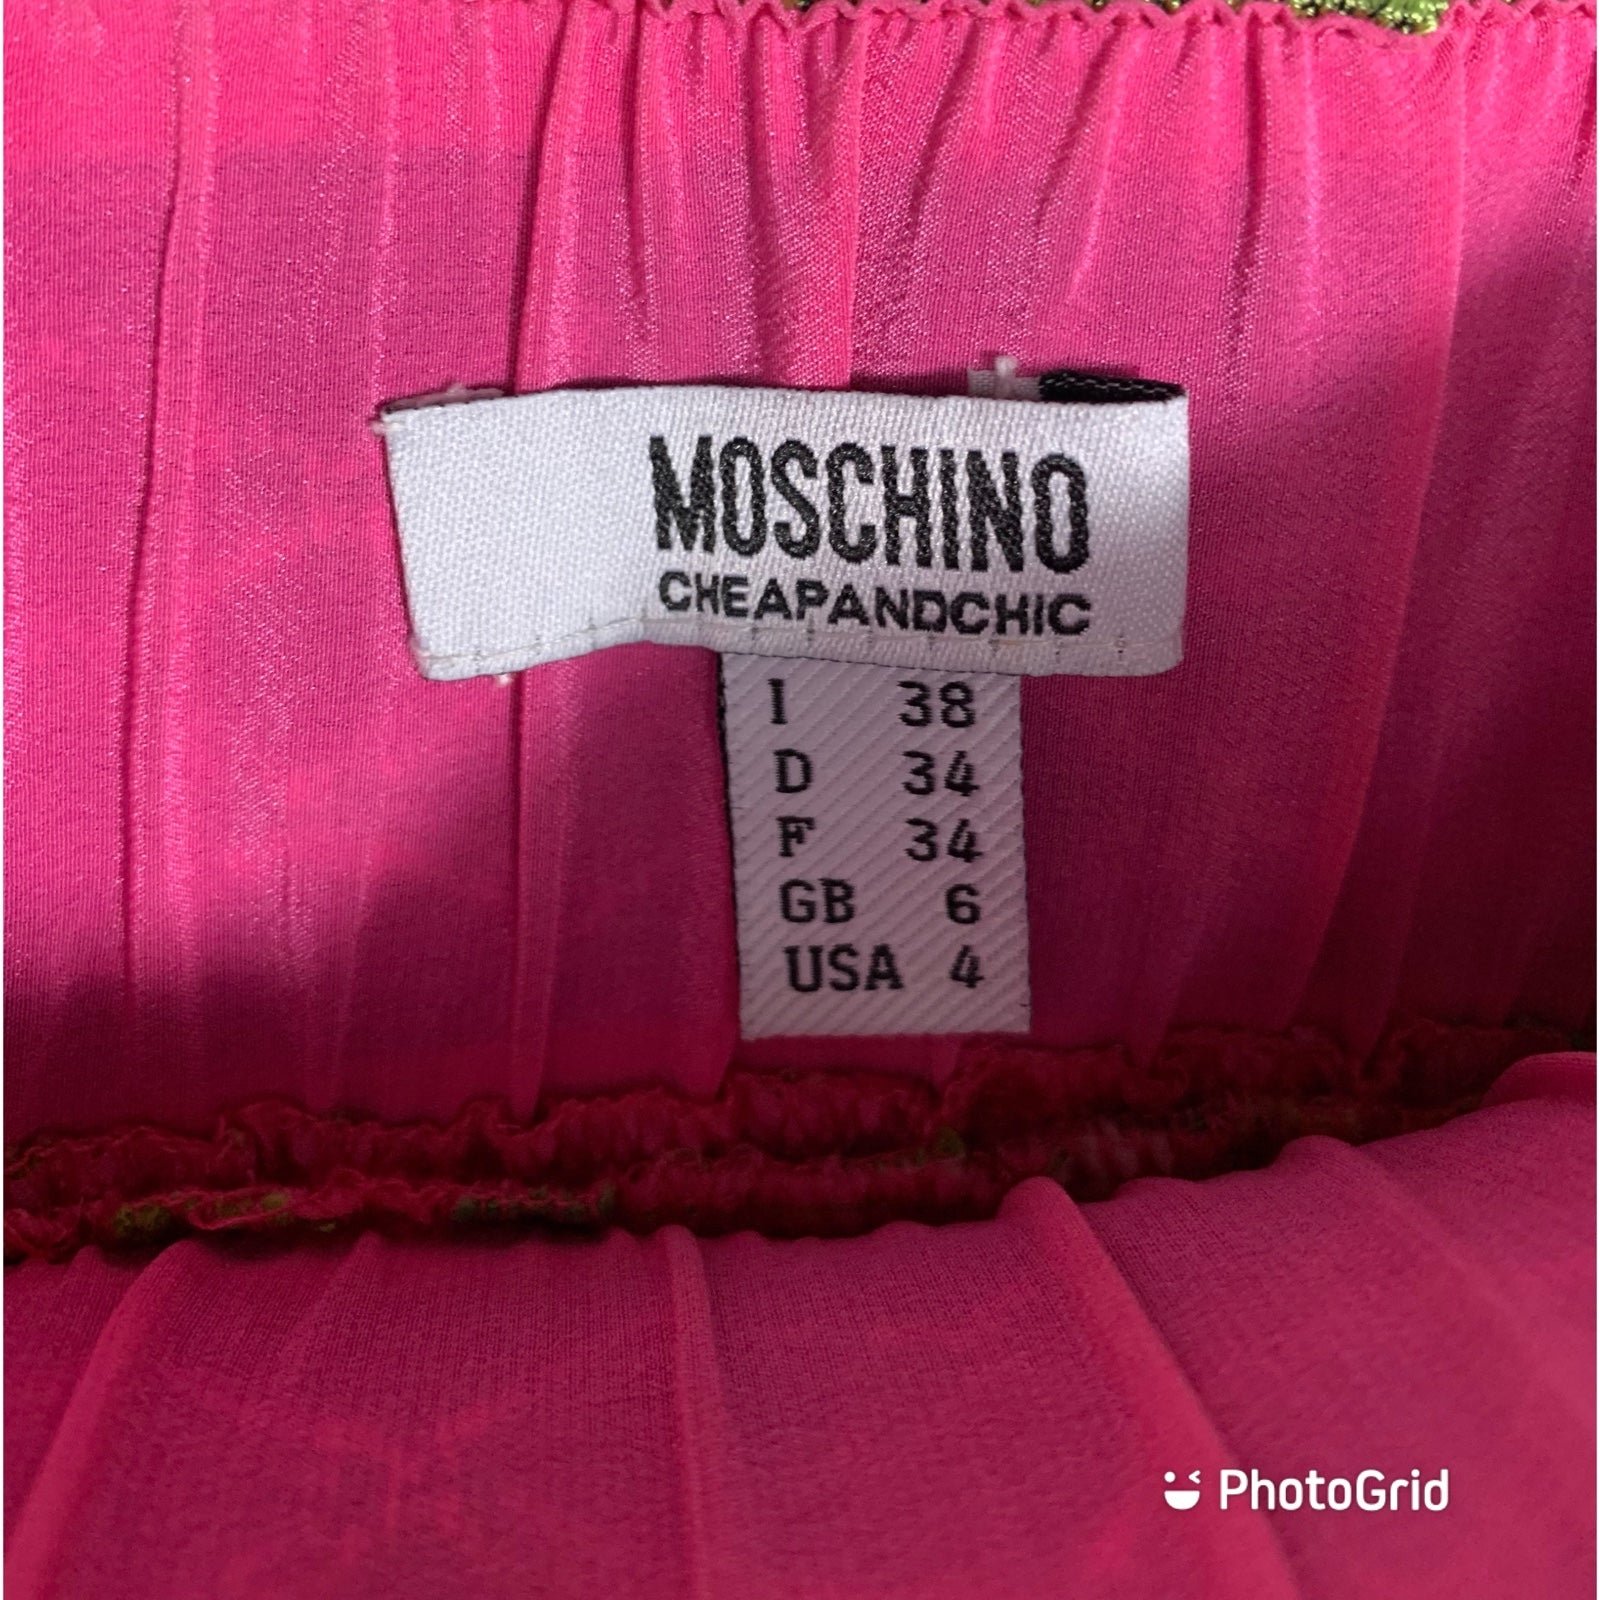 MOSCHINO
CHEAPANDCHIC
I 38
D 34
F 34
GB 6
USA 4
PhotoGrid